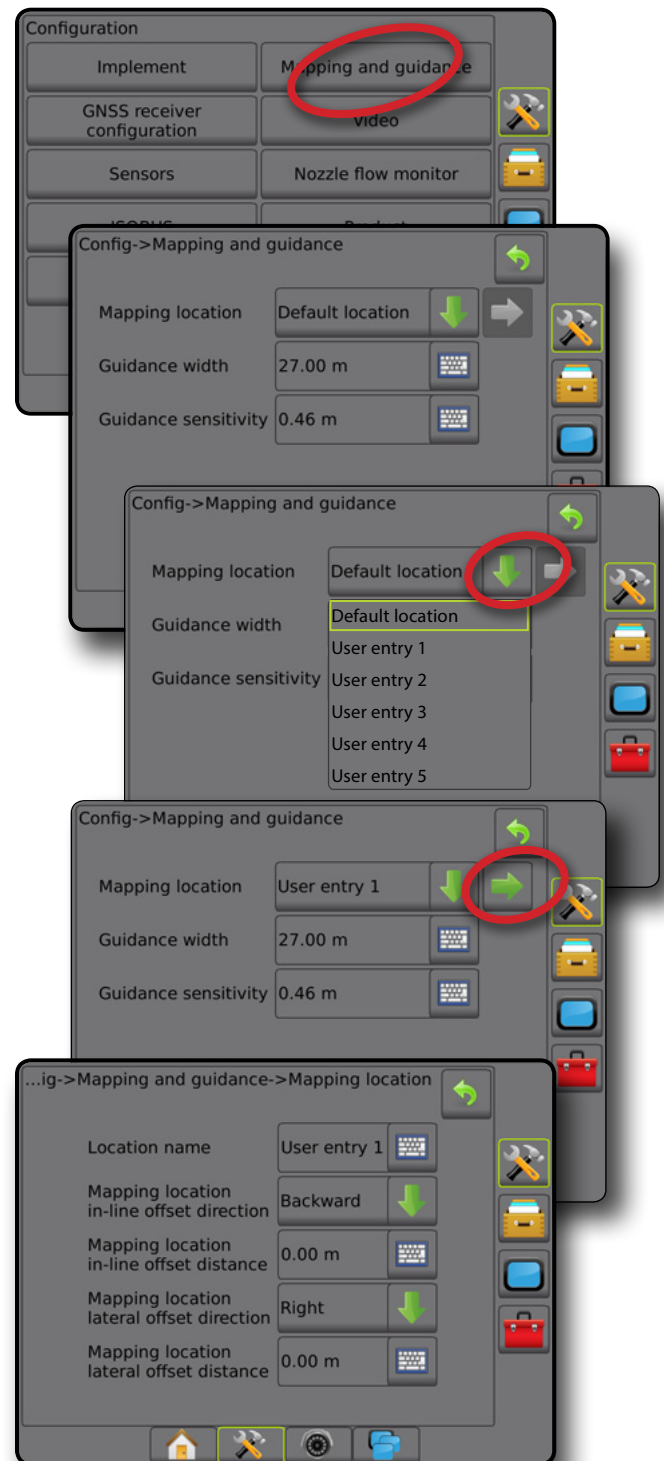 Configuration
Implement
Mapping and guidance
GNSS receiver
configuration
Video
Sensors
Nozzle flow monitor
ISOBUS
Product
Config->Mapping and guidance
Mapping location
Default location
Guidance width
27.00 m
Guidance sensitivity
0.46 m
Config->Mapping and guidance
Mapping location
Default location
Guidance width
Guidance sensitivity
Default location
User entry 1
User entry 2
User entry 3
User entry 4
User entry 5
Config->Mapping and guidance
Mapping location
User entry 1
Guidance width
27.00 m
Guidance sensitivity
0.46 m
...ig->Mapping and guidance->Mapping location
Location name
User entry 1
Mapping location
in-line offset direction
Backward
Mapping location
in-line offset distance
0.00 m
Mapping location
lateral offset direction
Right
Mapping location
lateral offset distance
0.00 m